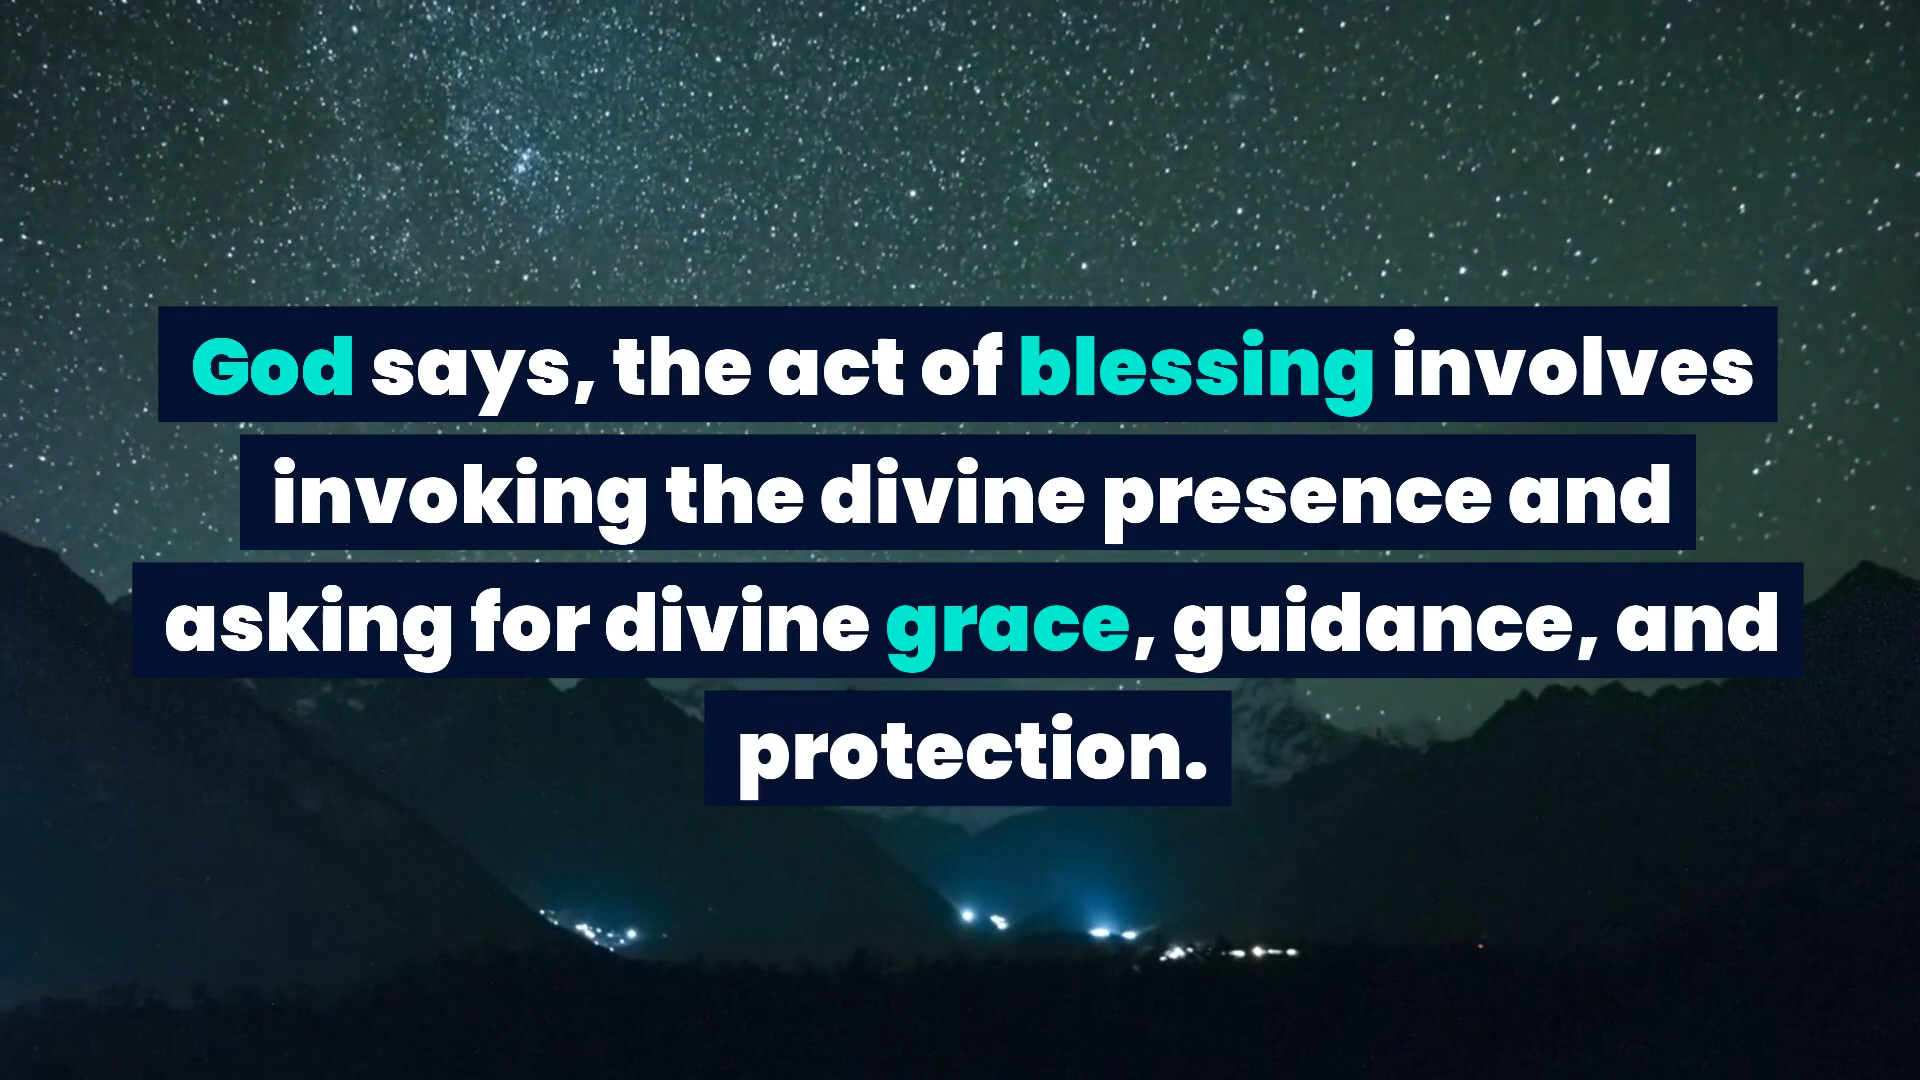 God says, the act of blessing involves
invoking the divine presence and
asking for divine grace, guidance, and
protection.